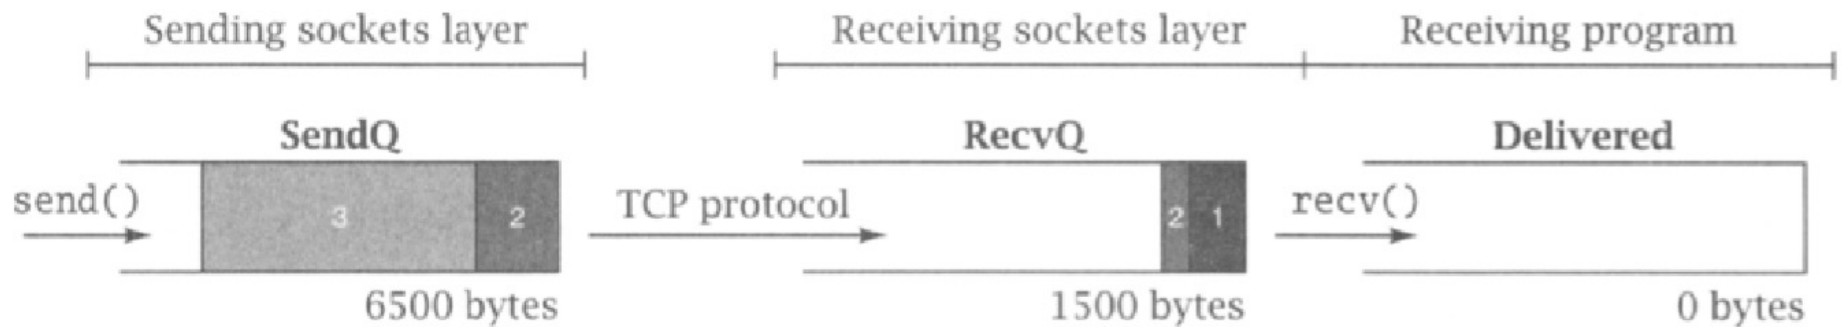 Sending sockets layer
Receiving sockets layer
Receiving program
SendQ
RecvQ
Delivered
send()
3
2
TCP protocol
2
1
recv()
6500 bytes
1500 bytes
0 bytes